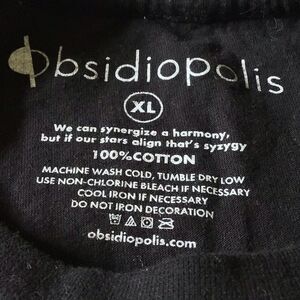 Obsidiopolis
XL
We can synergize a harmony,
but if our stars align that's syzygy
100%COTTON
MACHINE WASH COLD, TUMBLE DRY LOW
USE NON-CHLORINE BLEACH IF NECESSARY
COOL IRON IF NECESSARY
DO NOT IRON DECORATION
obsidiopolis.com